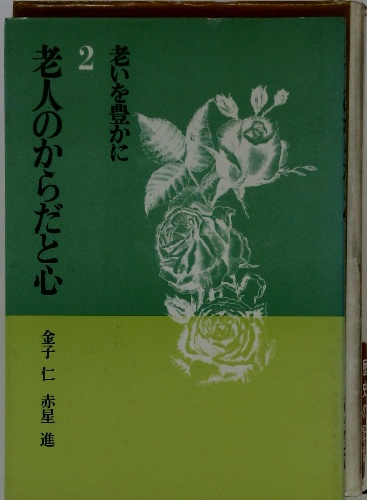 老いを豊かに
2
老人のからだと心
金子 仁 赤星 進